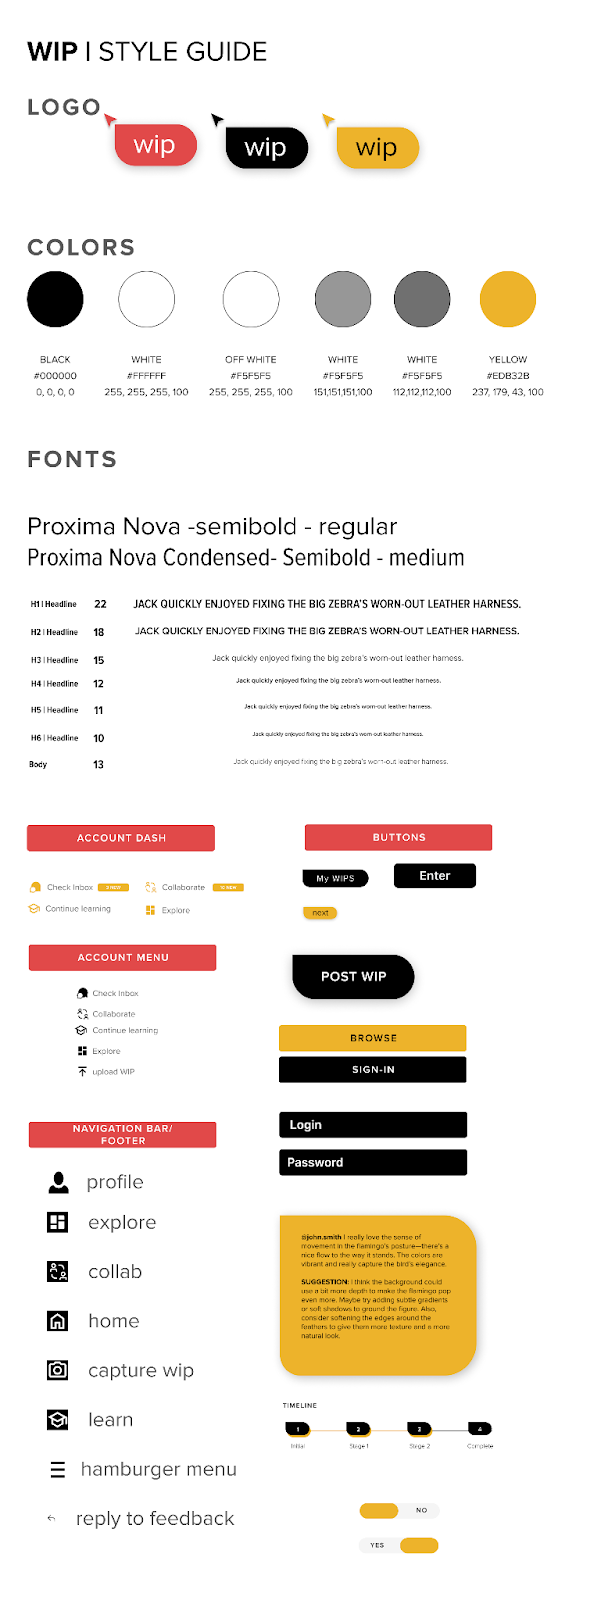 WIP | STYLE GUIDE
LOGO
wip
wip
wip
COLORS
BLACK
#000000
0, 0, 0, 0
WHITE
#FFFFFF
255, 255, 255, 100
OFF WHITE
#F5F5F5
255, 255, 255, 100
WHITE
#F5F5F5
151,151,151,100
WHITE
#F5F5F5
112,112,112,100
YELLOW
#EDB32B
237, 179, 43, 100
FONTS
Proxima Nova -semibold - regular
Proxima Nova Condensed- Semibold - medium
H1 | Headline 22 JACK QUICKLY ENJOYED FIXING THE BIG ZEBRA'S WORN-OUT LEATHER HARNESS.
H2 | Headline 18 JACK QUICKLY ENJOYED FIXING THE BIG ZEBRA'S WORN-OUT LEATHER HARNESS.
H3 | Headline 15 Jack quickly enjoyed fixing the big zebra's worn-out leather harness.
H4 | Headline 12 Jack quickly enjoyed fixing the big zebra's worn-out leather harness.
H5 | Headline 11 Jack quickly enjoyed fixing the big zebra's worn-out leather harness.
H6 | Headline 10 Jack quickly enjoyed fixing the big zebra's worn-out leather harness.
Body 13 Jack quickly enjoyed fixing the big zebra's worn-out leather harness.
ACCOUNT DASH
Check Inbox
Collaborate 10 NEW
Continue learning
Explore
ACCOUNT MENU
Check Inbox
Collaborate
Continue learning
Explore
upload WIP
NAVIGATION BAR/
FOOTER
profile
explore
collab
home
capture wip
learn
hamburger menu
reply to feedback
BUTTONS
My WIPS
Enter
next
POST WIP
BROWSE
SIGN-IN
Login
Password
@john.smith I really love the sense of
movement in the flamingo's posture—there's a
nice flow to the way it stands. The colors are
vibrant and really capture the bird's elegance.
SUGGESTION: I think the background could
use a bit more depth to make the flamingo pop
even more. Maybe try adding subtle gradients
or soft shadows to ground the figure. Also,
consider softening the edges around the
feathers to give them more texture and a more
natural look.
TIMELINE
1
2
3
4
Initial
Stage 1
Stage 2
Complete
NO
YES